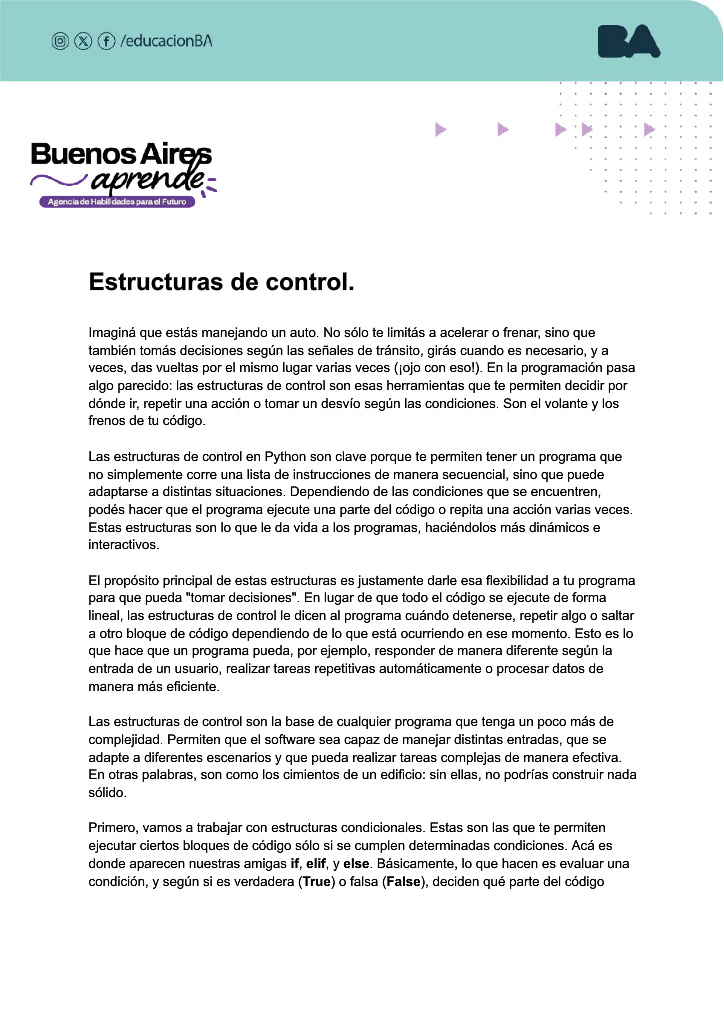 /educacionBA
BA
Buenos Aires
aprende
Agencia de Habilidades para el Futuro
Estructuras de control.
Imaginá que estás manejando un auto. No sólo te limitás a acelerar o frenar, sino que
también tomás decisiones según las señales de tránsito, girás cuando es necesario, y a
veces, das vueltas por el mismo lugar varias veces (¡ojo con eso!). En la programación pasa
algo parecido: las estructuras de control son esas herramientas que te permiten decidir por
dónde ir, repetir una acción o tomar un desvío según las condiciones. Son el volante y los
frenos de tu código.
Las estructuras de control en Python son clave porque te permiten tener un programa que
no simplemente corre una lista de instrucciones de manera secuencial, sino que puede
adaptarse a distintas situaciones. Dependiendo de las condiciones que se encuentren,
podés hacer que el programa ejecute una parte del código o repita una acción varias veces.
Estas estructuras son lo que le da vida a los programas, haciéndolos más dinámicos e
interactivos.
El propósito principal de estas estructuras es justamente darle esa flexibilidad a tu programa
para que pueda "tomar decisiones". En lugar de que todo el código se ejecute de forma
lineal, las estructuras de control le dicen al programa cuándo detenerse, repetir algo o saltar
a otro bloque de código dependiendo de lo que está ocurriendo en ese momento. Esto es lo
que hace que un programa pueda, por ejemplo, responder de manera diferente según la
entrada de un usuario, realizar tareas repetitivas automáticamente o procesar datos de
manera más eficiente.
Las estructuras de control son la base de cualquier programa que tenga un poco más de
complejidad. Permiten que el software sea capaz de manejar distintas entradas, que se
adapte a diferentes escenarios y que pueda realizar tareas complejas de manera efectiva.
En otras palabras, son como los cimientos de un edificio: sin ellas, no podrías construir nada
sólido.
Primero, vamos a trabajar con estructuras condicionales. Estas son las que te permiten
ejecutar ciertos bloques de código sólo si se cumplen determinadas condiciones. Acá es
donde aparecen nuestras amigas if, elif, y else. Básicamente, lo que hacen es evaluar una
condición, y según si es verdadera (True) o falsa (False), deciden qué parte del código